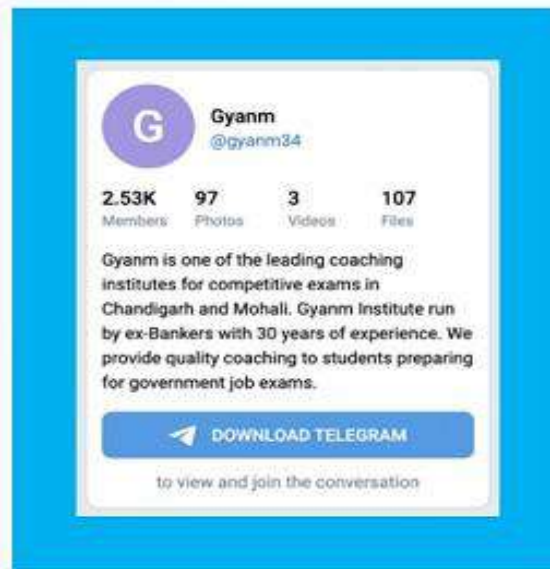 G
Gyanm
@gyanm34
2.53K 97 3 107
Members Photos Videos Files
Gyanm is one of the leading coaching
institutes for competitive exams in
Chandigarh and Mohali. Gyanm Institute run
by ex-Bankers with 30 years of experience. We
provide quality coaching to students preparing
for government job exams.
DOWNLOAD TELEGRAM
to view and join the conversation